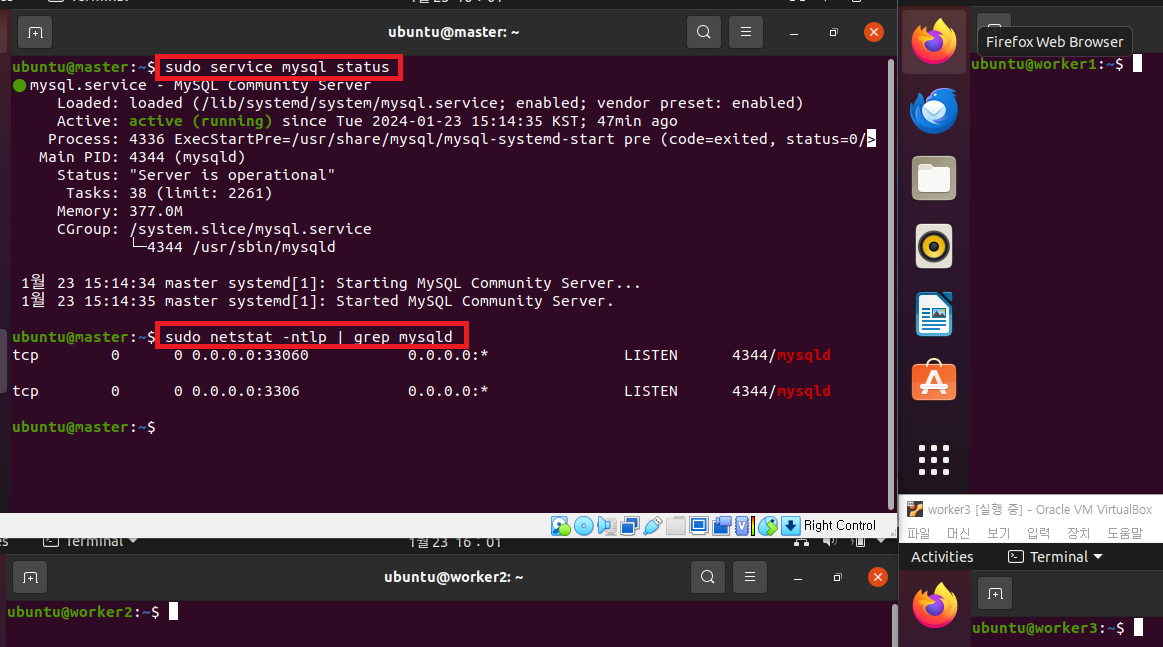 1월 23 16 : 01
ubuntu@master: ~
ubuntu@master:~$ sudo service mysql status
mysql.service - MySQL Community Server
Loaded: loaded (/lib/systemd/system/mysql.service; enabled; vendor preset: enabled)
Active: active (running) since Tue 2024-01-23 15:14:35 KST; 47min ago
Process: 4336 ExecStartPre=/usr/share/mysql/mysql-systemd-start pre (code=exited, status=0/>
Main PID: 4344 (mysqld)
Status: "Server is operational"
Tasks: 38 (limit: 2261)
Memory: 377.0M
CGroup: /system.slice/mysql.service
└─4344 /usr/sbin/mysqld
1월 23 15:14:34 master systemd[1]: Starting MySQL Community Server...
1월 23 15:14:35 master systemd[1]: Started MySQL Community Server.
ubuntu@master:~$ sudo netstat -ntlp | grep mysqld
tcp 0 0 0.0.0.0:33060 0.0.0.0:* LISTEN 4344/mysqld
tcp 0 0 0.0.0.0:3306 0.0.0.0:* LISTEN 4344/mysqld
ubuntu@master:~$
Right Control
Firefox Web Browser
ubuntu@worker1:~$
Terminal
1월 23 16 : 01
ubuntu@worker2: ~
ubuntu@worker2:~$
worker3 [실행 중] - Oracle VM VirtualBox
파일 머신 보기 입력 장치 도움말
Activities Terminal
ubuntu@worker3:~$